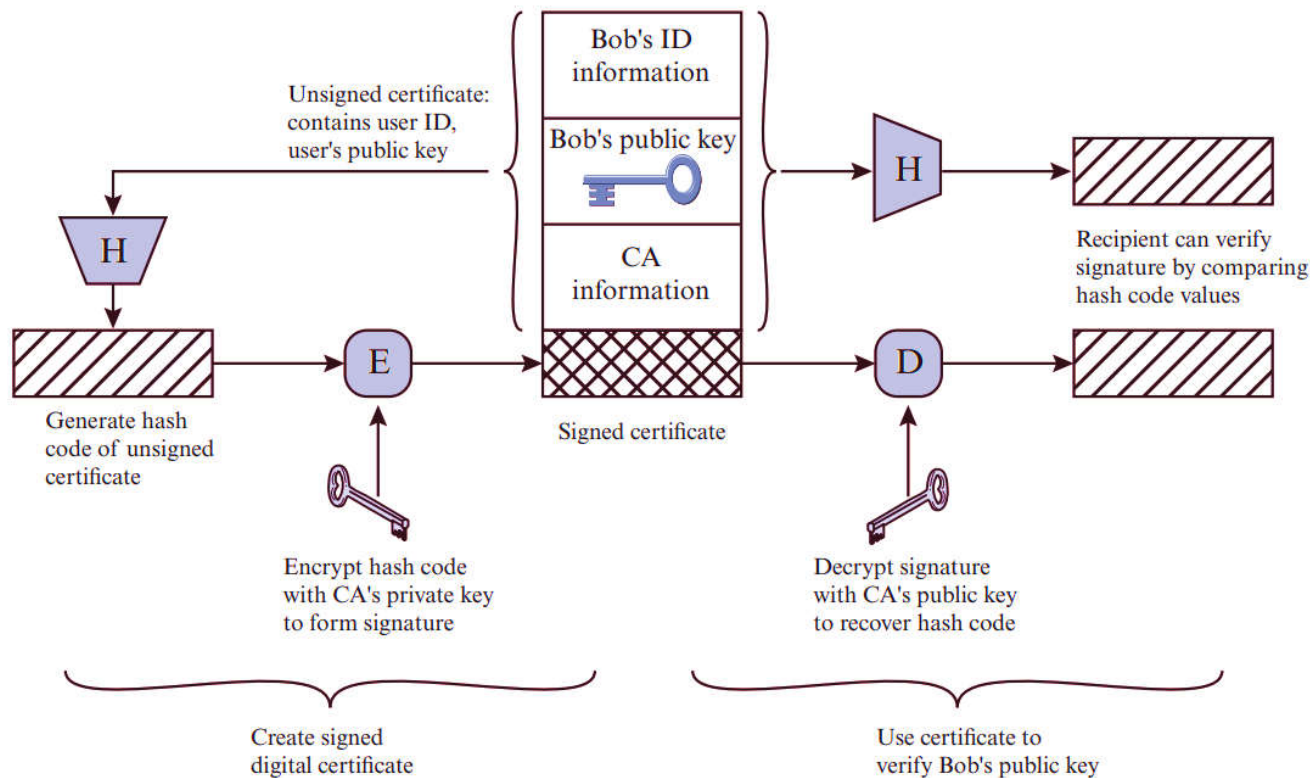 Bob's ID
information
Unsigned certificate:
contains user ID,
user's public key
Bob's public key
H
H
CA
information
Recipient can verify
signature by comparing
hash code values
E
D
Generate hash
code of unsigned
certificate
Signed certificate
Encrypt hash code
with CA's private key
to form signature
Decrypt signature
with CA's public key
to recover hash code
Create signed
digital certificate
Use certificate to
verify Bob's public key